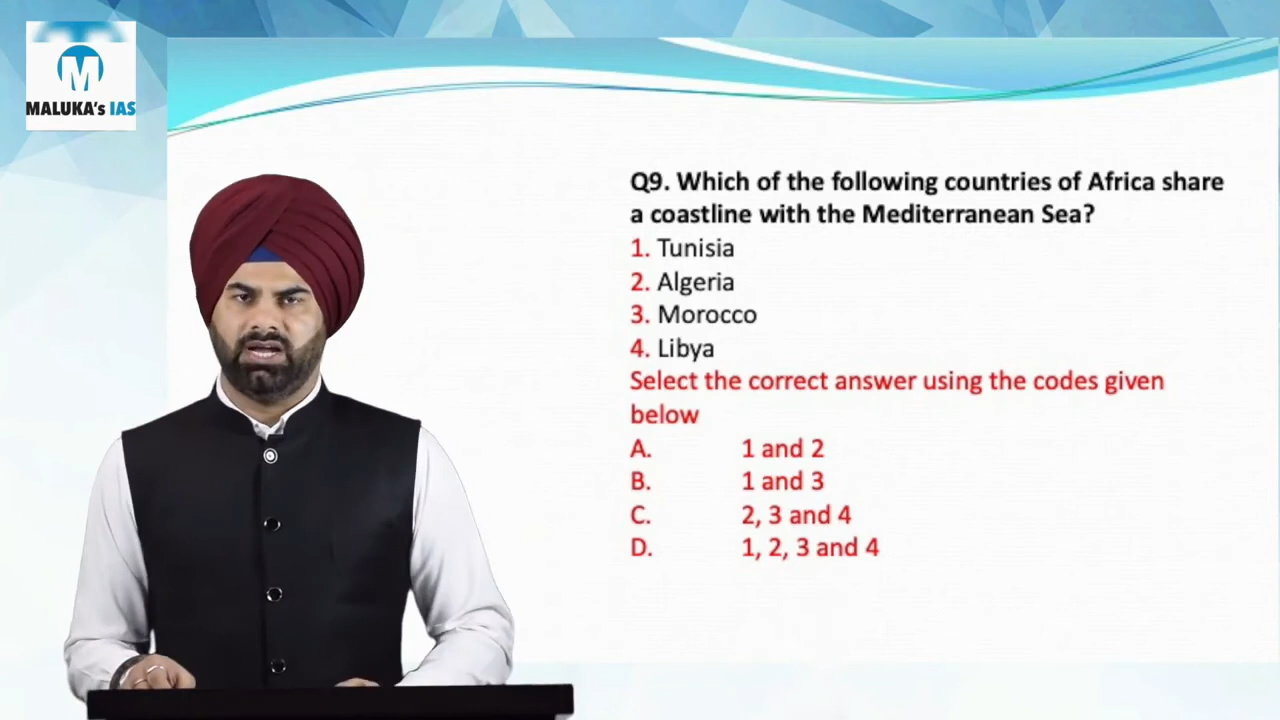 M
MALUKA's IAS
Q9. Which of the following countries of Africa share
a coastline with the Mediterranean Sea?
1. Tunisia
2. Algeria
3. Morocco
4. Libya
Select the correct answer using the codes given
below
A. 1 and 2
B. 1 and 3
C. 2, 3 and 4
D. 1, 2, 3 and 4